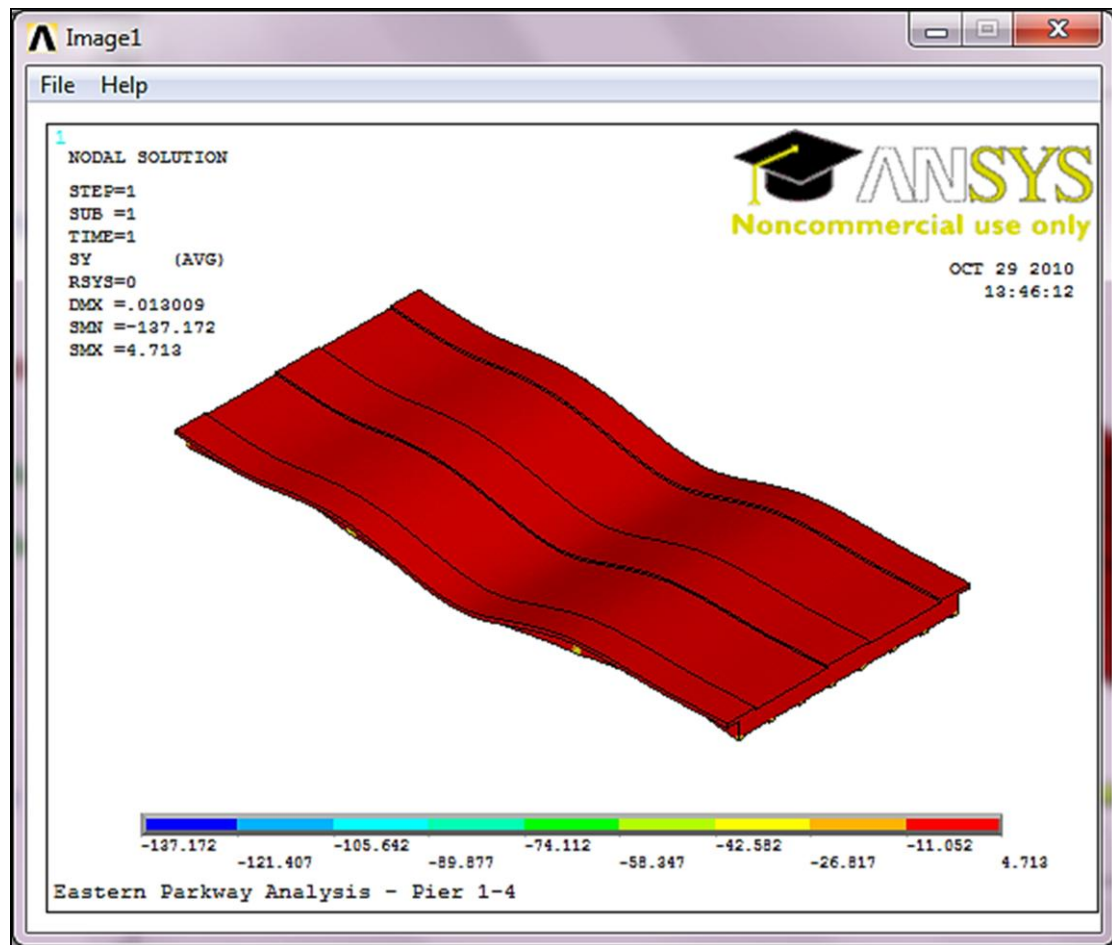 Image1
File Help
1
NODAL SOLUTION
STEP=1
SUB =1
TIME=1
SY (AVG)
RSYS=0
DMX =.013009
SMN =-137.172
SMX =4.713
ANSYS
Noncommercial use only
OCT 29 2010
13:46:12
-137.172 -105.642 -74.112 -42.582 -11.052
-121.407 -89.877 -58.347 -26.817 4.713
Eastern Parkway Analysis - Pier 1-4